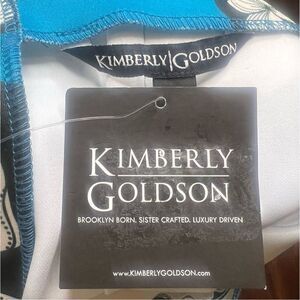 KIMBERLY|GOLDSON
KIMBERLY
GOLDSON
BROOKLYN BORN. SISTER CRAFTED. LUXURY DRIVEN
www.KIMBERLYGOLDSON.com